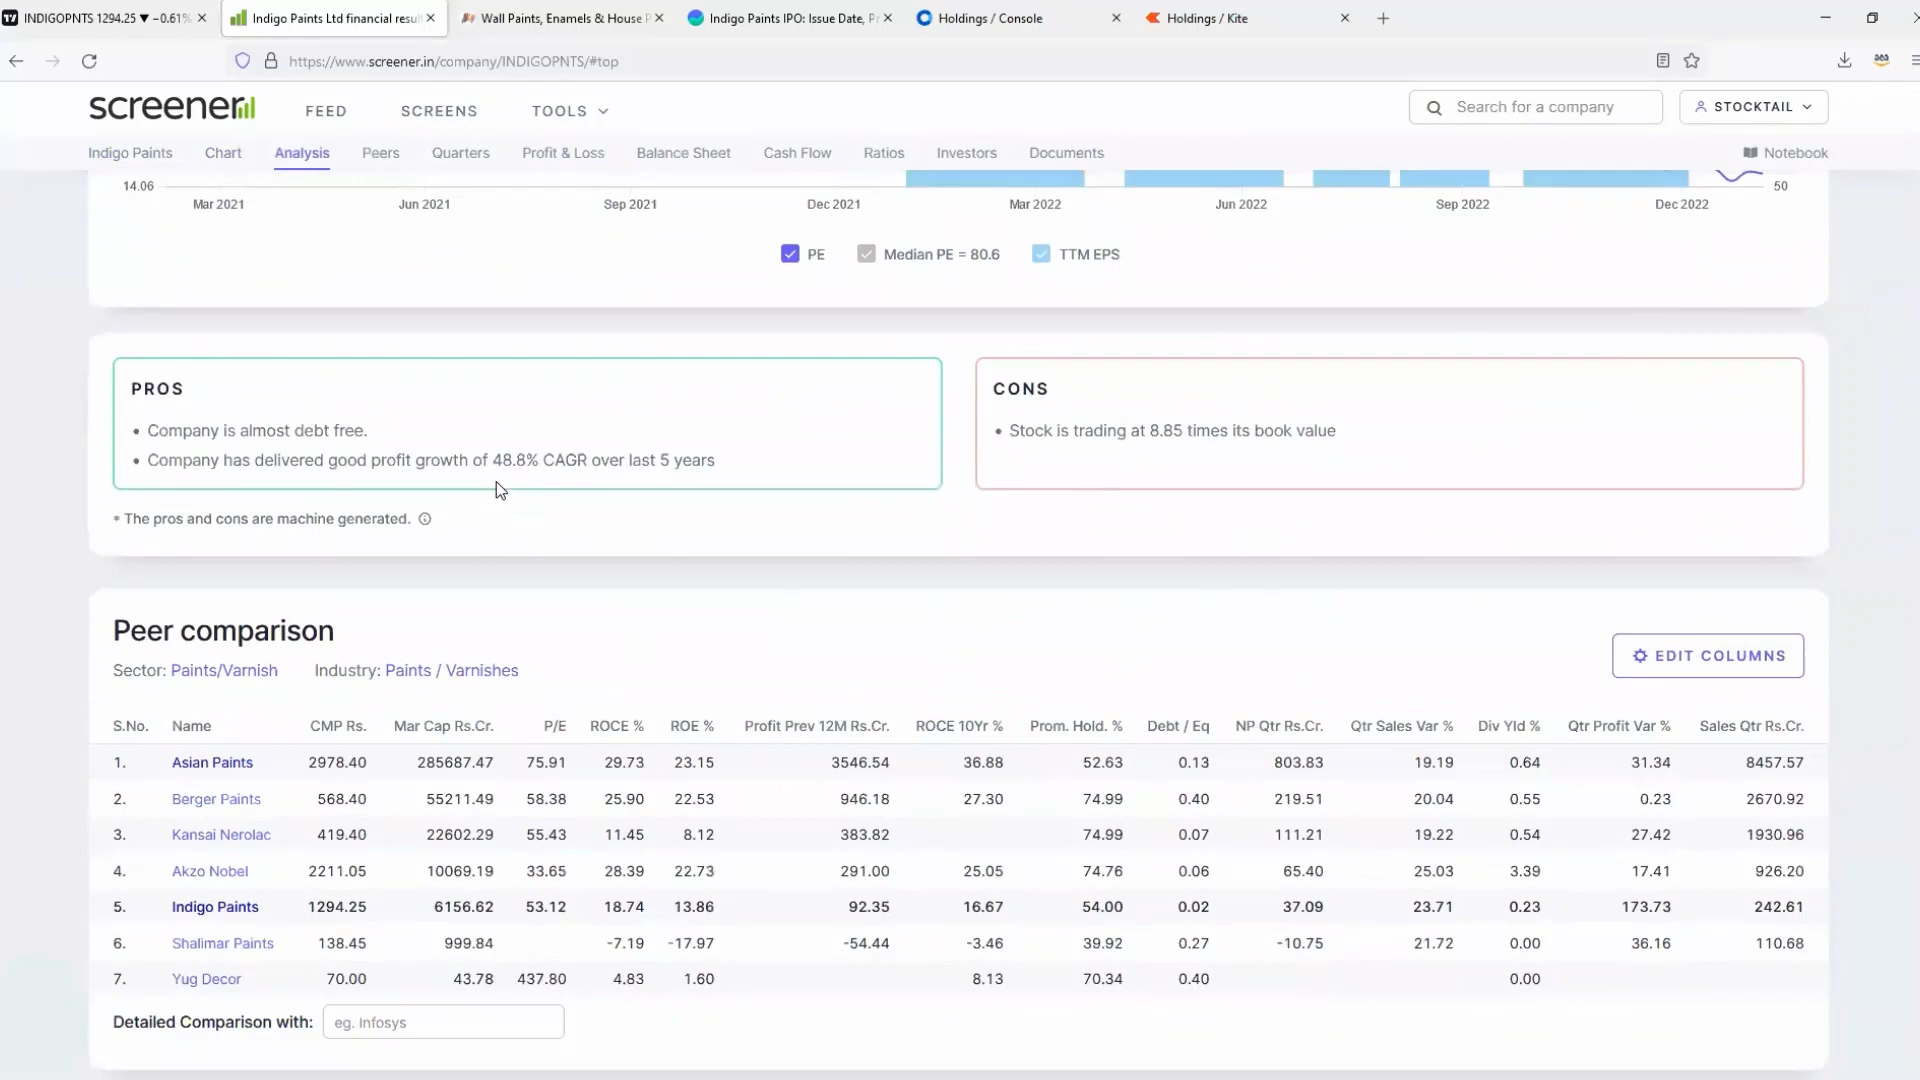 INDIGOPNTS 1294.25 ▼ −0.61%
Indigo Paints Ltd financial resul
Wall Paints, Enamels & House P
Indigo Paints IPO: Issue Date, Pr
Holdings / Console
Holdings / Kite
https://www.screener.in/company/INDIGOPNTS/#top
screener
FEED SCREENS TOOLS
Search for a company
STOCKTAIL
Indigo Paints Chart Analysis Peers Quarters Profit & Loss Balance Sheet Cash Flow Ratios Investors Documents Notebook
14.06 50
Mar 2021 Jun 2021 Sep 2021 Dec 2021 Mar 2022 Jun 2022 Sep 2022 Dec 2022
PE Median PE = 80.6 TTM EPS
PROS
• Company is almost debt free.
• Company has delivered good profit growth of 48.8% CAGR over last 5 years
CONS
• Stock is trading at 8.85 times its book value
* The pros and cons are machine generated.
Peer comparison
Sector: Paints/Varnish Industry: Paints / Varnishes
EDIT COLUMNS
S.No. Name CMP Rs. Mar Cap Rs.Cr. P/E ROCE % ROE % Profit Prev 12M Rs.Cr. ROCE 10Yr % Prom. Hold. % Debt / Eq NP Qtr Rs.Cr. Qtr Sales Var % Div Yld % Qtr Profit Var % Sales Qtr Rs.Cr.
1. Asian Paints 2978.40 285687.47 75.91 29.73 23.15 3546.54 36.88 52.63 0.13 803.83 19.19 0.64 31.34 8457.57
2. Berger Paints 568.40 55211.49 58.38 25.90 22.53 946.18 27.30 74.99 0.40 219.51 20.04 0.55 0.23 2670.92
3. Kansai Nerolac 419.40 22602.29 55.43 11.45 8.12 383.82 74.99 0.07 111.21 19.22 0.54 27.42 1930.96
4. Akzo Nobel 2211.05 10069.19 33.65 28.39 22.73 291.00 25.05 74.76 0.06 65.40 25.03 3.39 17.41 926.20
5. Indigo Paints 1294.25 6156.62 53.12 18.74 13.86 92.35 16.67 54.00 0.02 37.09 23.71 0.23 173.73 242.61
6. Shalimar Paints 138.45 999.84 -7.19 -17.97 -54.44 -3.46 39.92 0.27 -10.75 21.72 0.00 36.16 110.68
7. Yug Decor 70.00 43.78 437.80 4.83 1.60 8.13 70.34 0.40 0.00
Detailed Comparison with: eg. Infosys